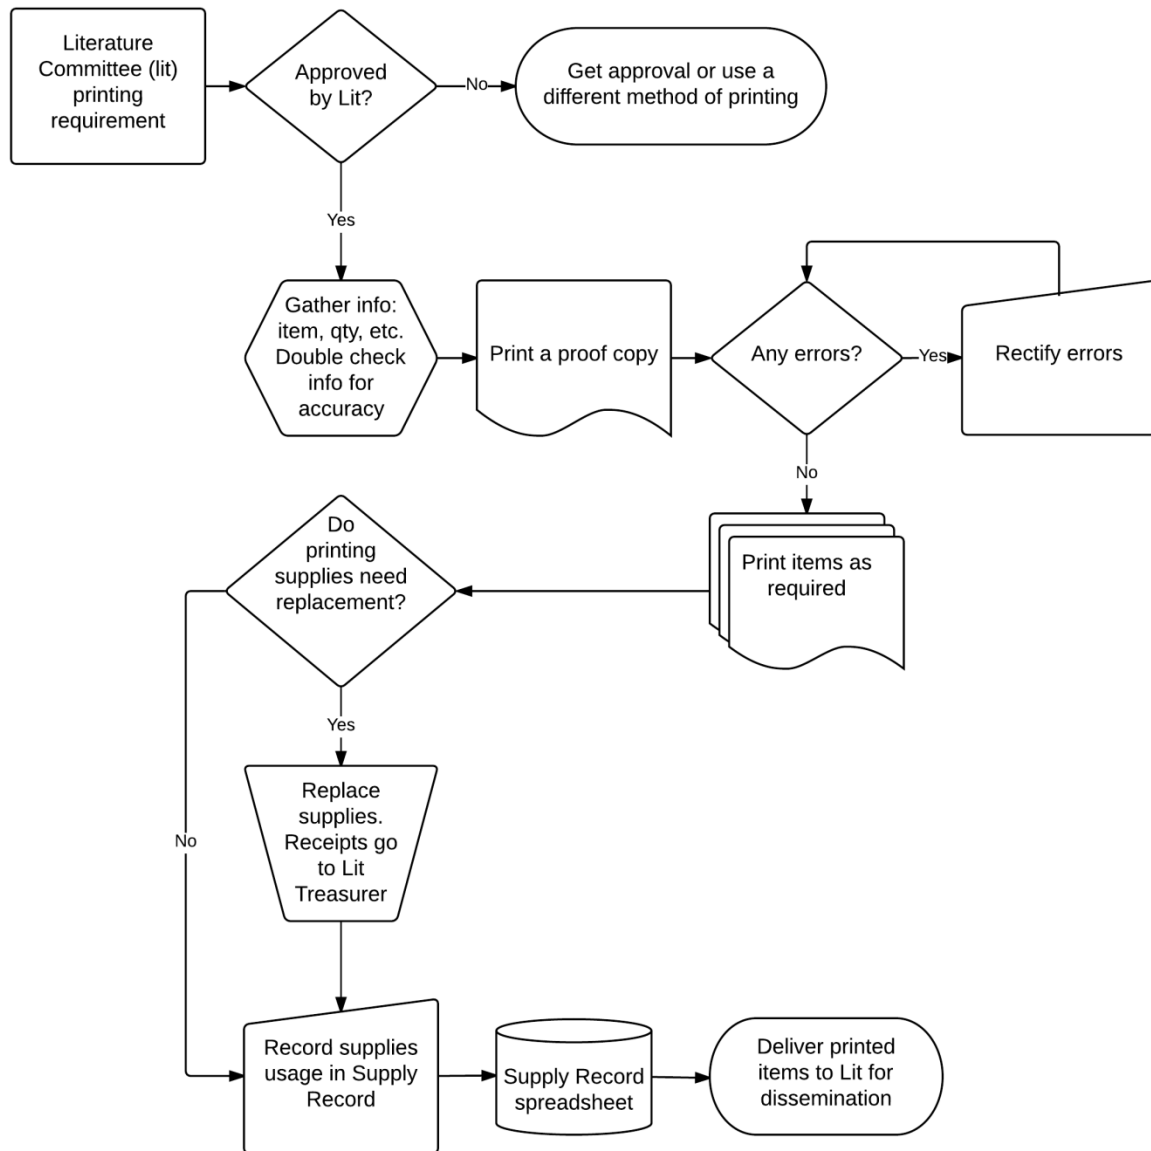 Literature
Committee (lit)
printing
requirement
Approved
by Lit?
No
Get approval or use a
different method of printing
Yes
Gather info:
item, qty, etc.
Double check
info for
accuracy
Print a proof copy
Any errors?
Yes
Rectify errors
No
Print items as
required
Do
printing
supplies need
replacement?
Yes
No
Replace
supplies.
Receipts go
to Lit
Treasurer
Record supplies
usage in Supply
Record
Supply Record
spreadsheet
Deliver printed
items to Lit for
dissemination